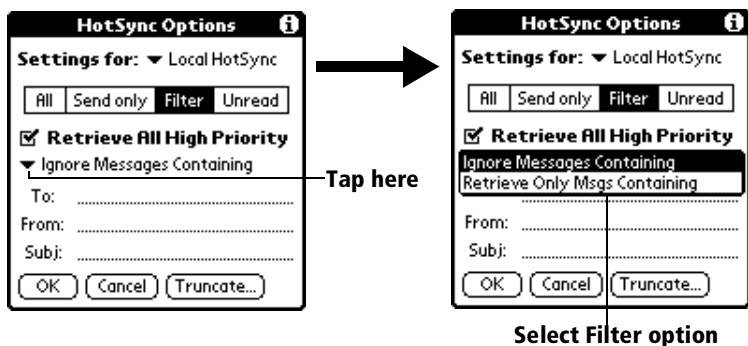 HotSync Options
Settings for: Local HotSync
All Send only Filter Unread
Retrieve All High Priority
Ignore Messages Containing
Tap here
To:
From:
Subj:
OK Cancel Truncate...
HotSync Options
Settings for: Local HotSync
All Send only Filter Unread
Retrieve All High Priority
Ignore Messages Containing
Retrieve Only Msgs Containing
From:
Subj:
OK Cancel Truncate...
Select Filter option